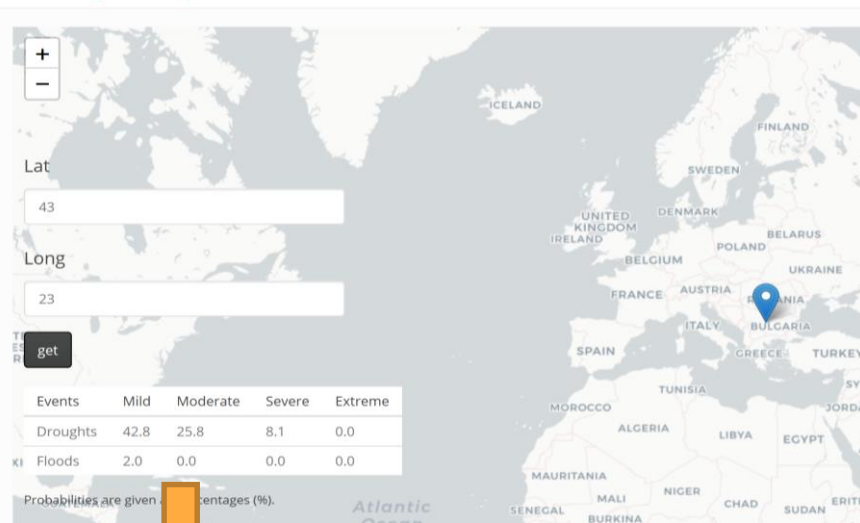 +
−
Lat
43
Long
23
get
Events Mild Moderate Severe Extreme
Droughts 42.8 25.8 8.1 0.0
Floods 2.0 0.0 0.0 0.0
Probabilities are given (%).
ICELAND
FINLAND
SWEDEN
UNITED
KINGDOM
DENMARK
IRELAND
BELARUS
POLAND
BELGIUM
UKRAINE
FRANCE
AUSTRIA
ITALY
BULGARIA
SPAIN
GREECE
TURKEY
TUNISIA
MOROCCO
ALGERIA
LIBYA
EGYPT
MAURITANIA
MALI
NIGER
CHAD
SUDAN
SENEGAL
BURKINA
Atlantic
Ocean